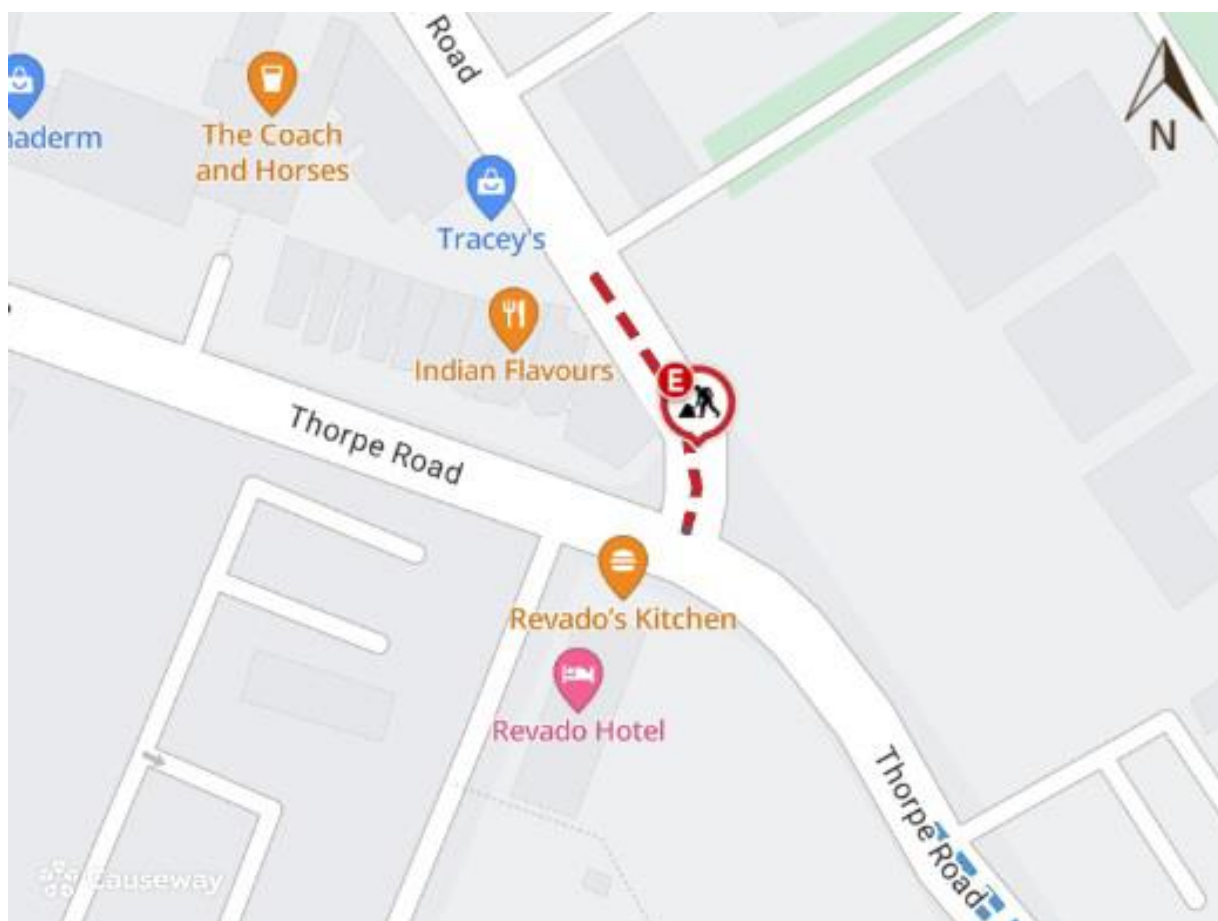 Road
The Coach
and Horses
aderm
N
Tracey's
Indian Flavours
E
Thorpe Road
Revado's Kitchen
Revado Hotel
Thorpe Road
Causeway